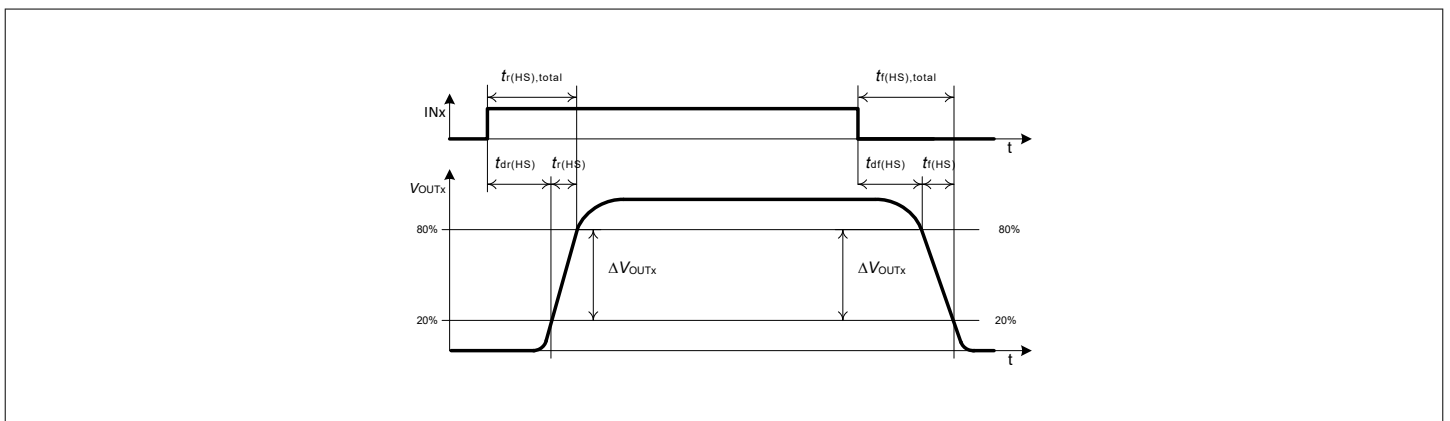 tr(HS),total tf(HS),total
INx
t
tdr(HS) tr(HS) tdf(HS) tf(HS)
VOUTx
80% 80%
ΔVOUTx ΔVOUTx
20% 20%
t